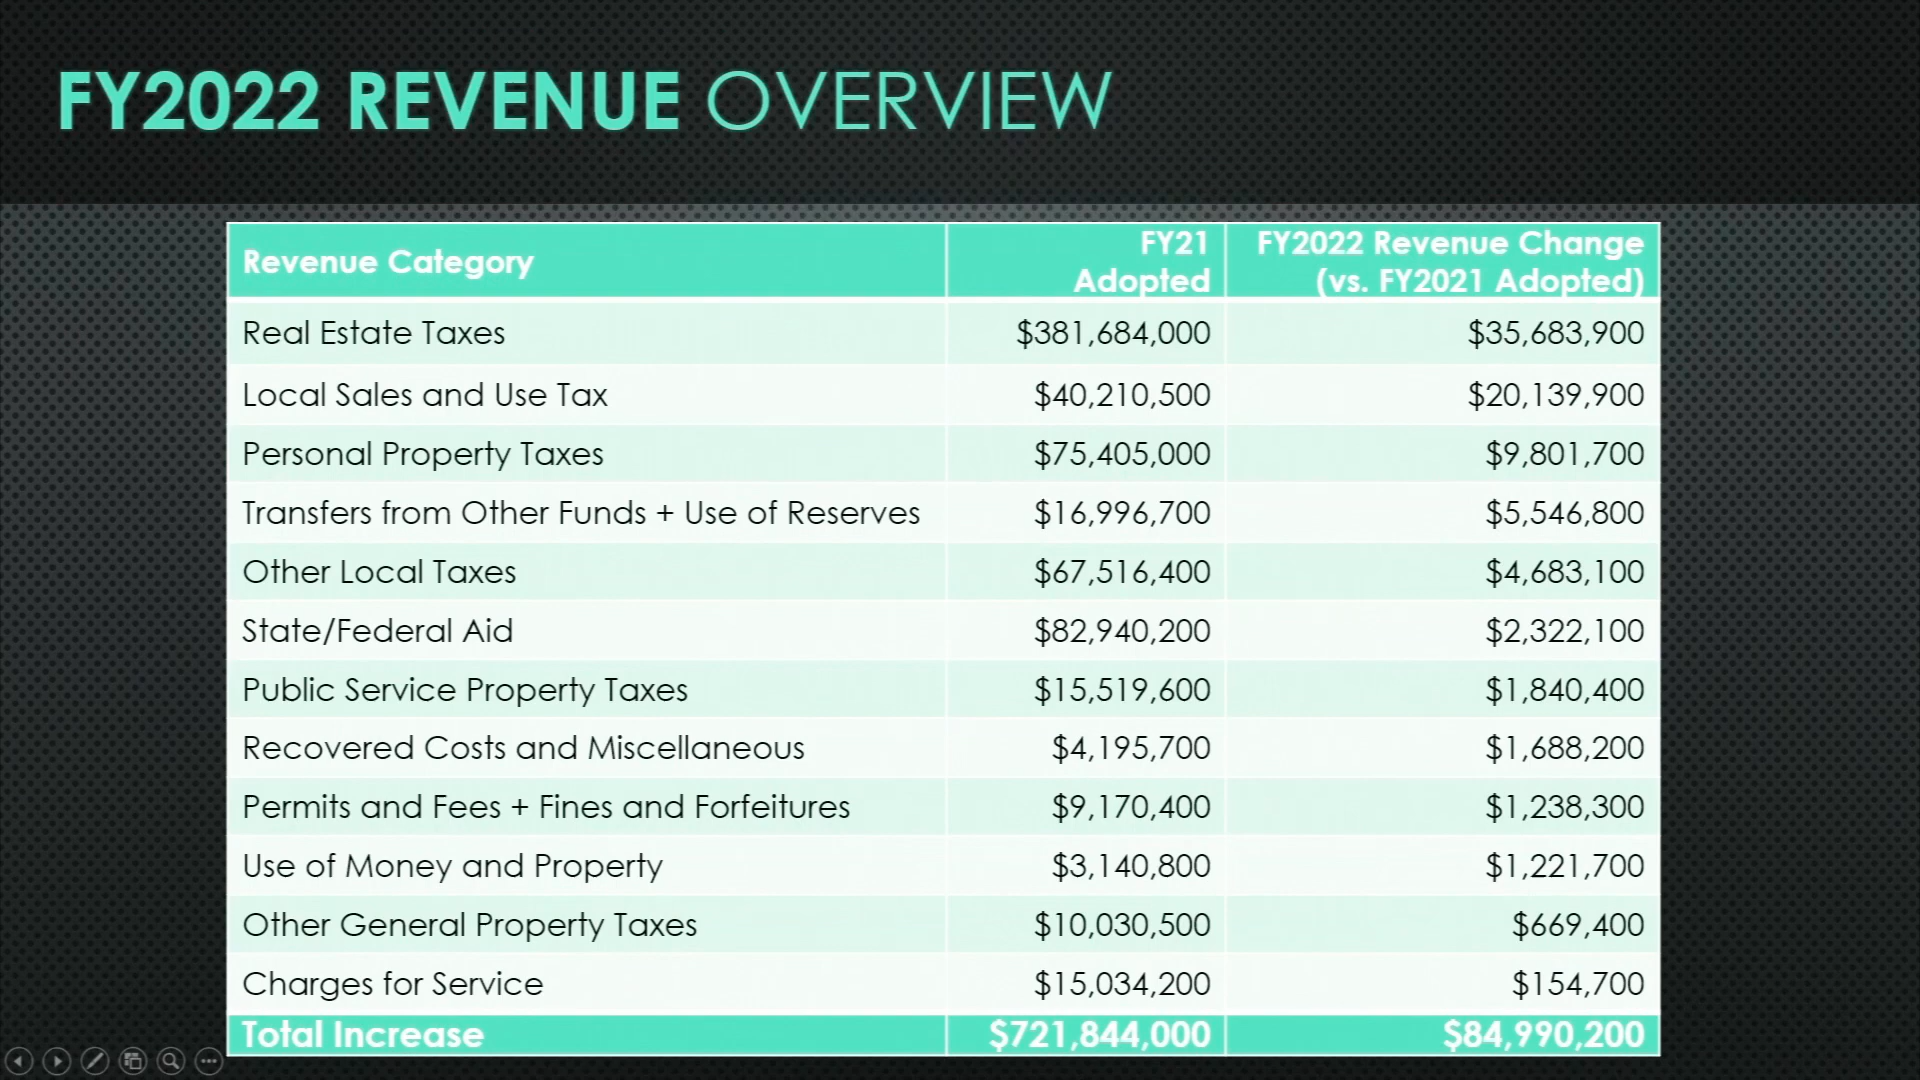 FY2022 REVENUE OVERVIEW
Revenue Category FY21 Adopted FY2022 Revenue Change (vs. FY2021 Adopted)
Real Estate Taxes $381,684,000 $35,683,900
Local Sales and Use Tax $40,210,500 $20,139,900
Personal Property Taxes $75,405,000 $9,801,700
Transfers from Other Funds + Use of Reserves $16,996,700 $5,546,800
Other Local Taxes $67,516,400 $4,683,100
State/Federal Aid $82,940,200 $2,322,100
Public Service Property Taxes $15,519,600 $1,840,400
Recovered Costs and Miscellaneous $4,195,700 $1,688,200
Permits and Fees + Fines and Forfeitures $9,170,400 $1,238,300
Use of Money and Property $3,140,800 $1,221,700
Other General Property Taxes $10,030,500 $669,400
Charges for Service $15,034,200 $154,700
Total Increase $721,844,000 $84,990,200